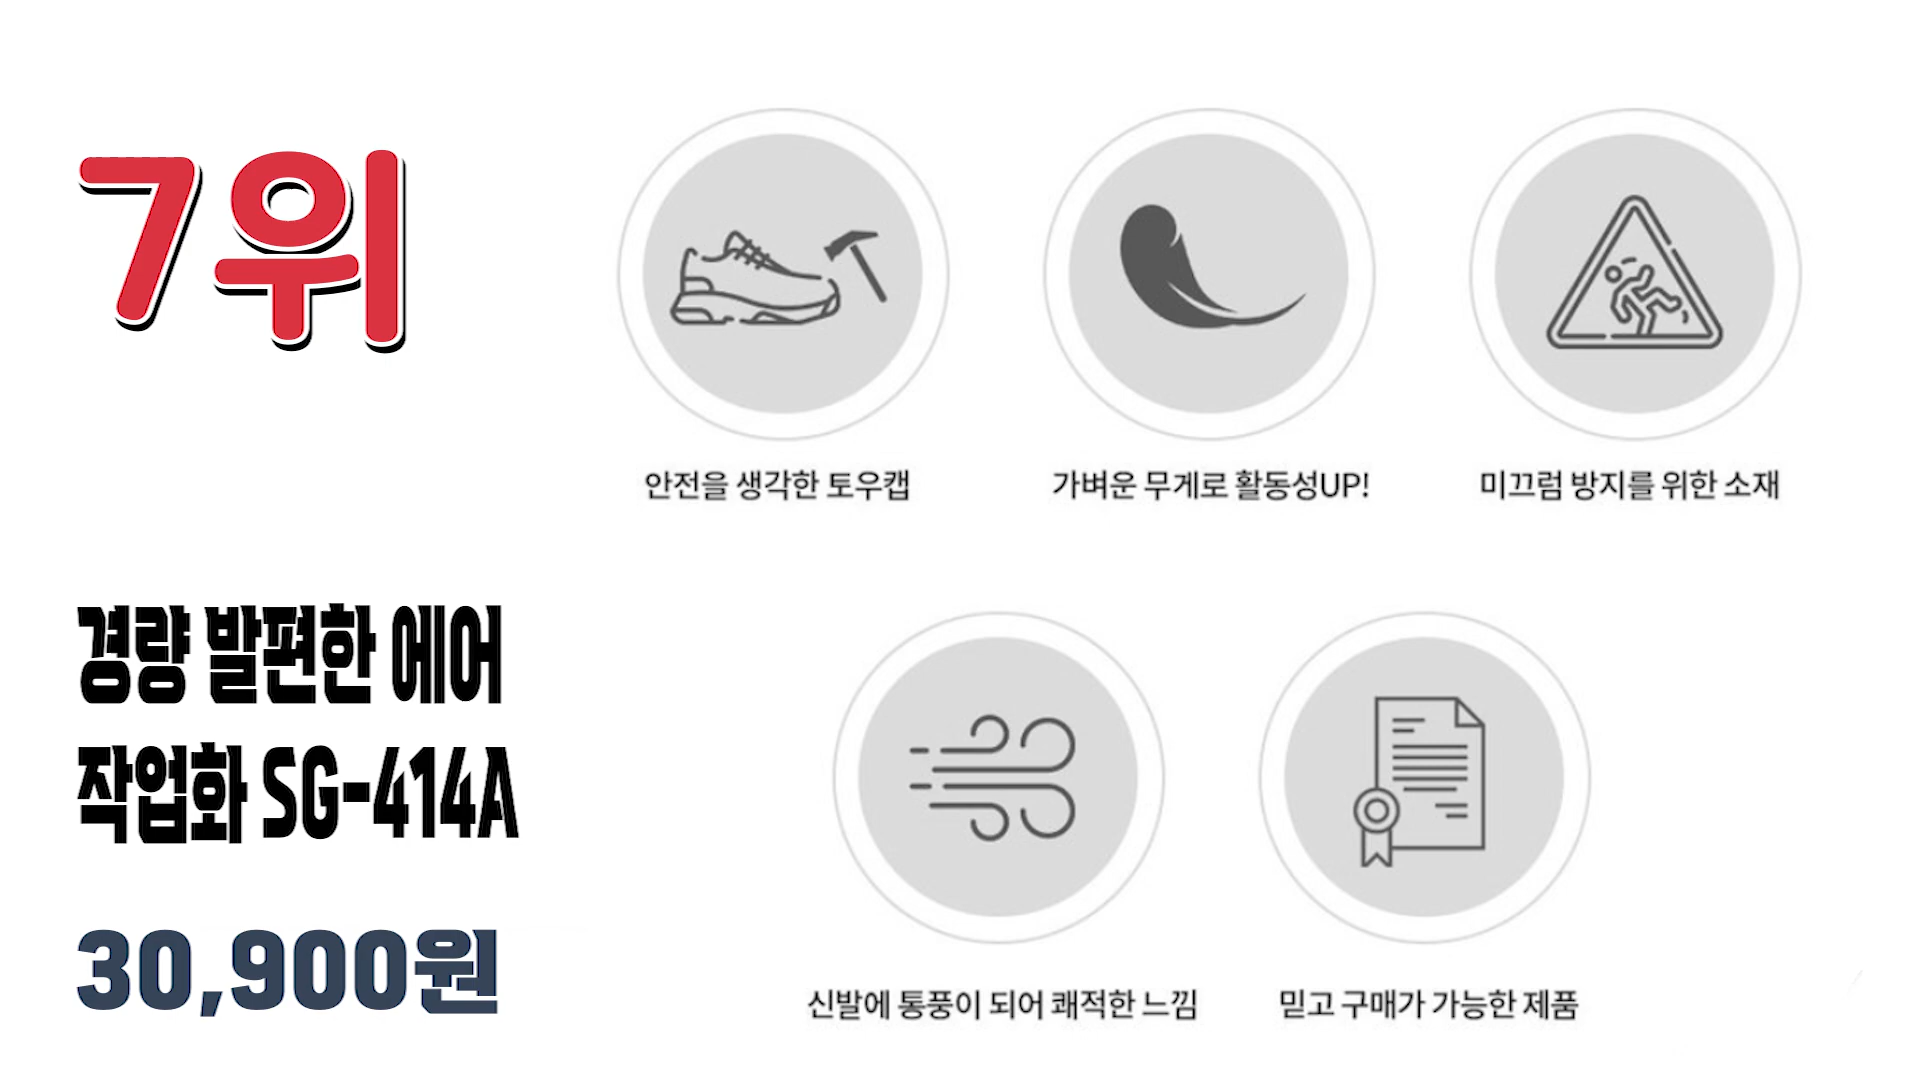 7위
안전을 생각한 토우캡
가벼운 무게로 활동성UP!
미끄럼 방지를 위한 소재
경량 발편한 에어
작업화 SG-414A
30,900원
신발에 통풍이 되어 쾌적한 느낌
믿고 구매가 가능한 제품